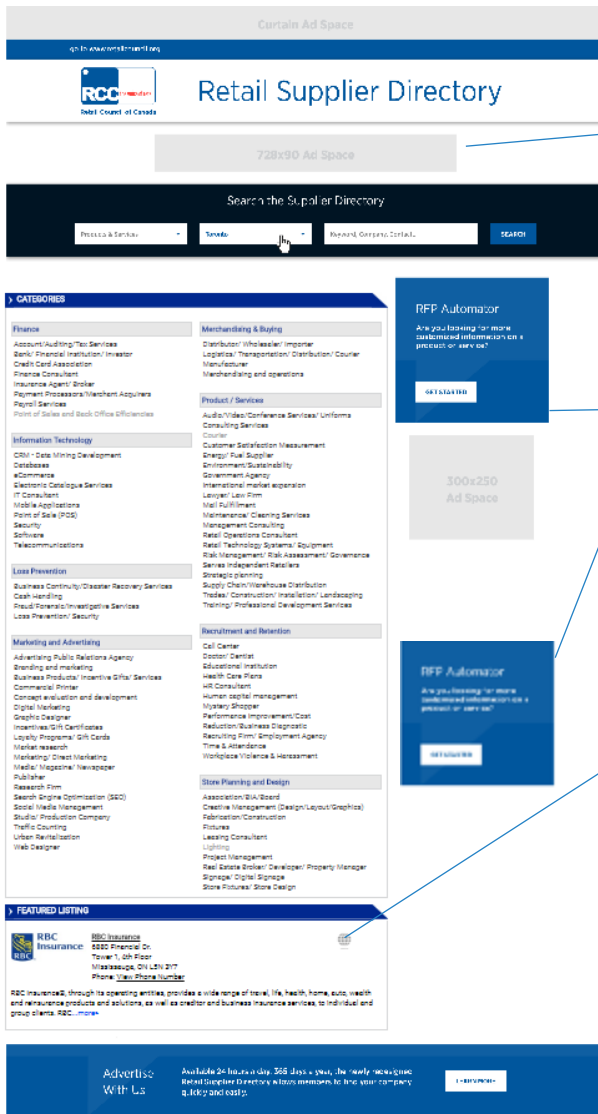 Curtain Ad Space
go to www.retailcouncil.org
RCC
Retail Council of Canada
Retail Supplier Directory
728x90 Ad Space
Search the Supplier Directory
Products & Services
Toronto
Keyword, Company, Contact...
SEARCH
CATEGORIES
Finance
Account/Auditing/Tax Services
Bank/ Financial Institution/ Investor
Credit Card Association
Finance Consultant
Insurance Agent/ Broker
Payment Processors/Merchant Acquirers
Payroll Services
Point of Sales and Back Office Efficiencies
Information Technology
CRM - Data Mining Development
Databases
eCommerce
Electronic Catalogue Services
IT Consultant
Mobile Applications
Point of Sale (POS)
Security
Software
Telecommunications
Loss Prevention
Business Continuity/Disaster Recovery Services
Cash Handling
Fraud/Forensic/Investigative Services
Loss Prevention/ Security
Marketing and Advertising
Advertising Public Relations Agency
Branding and marketing
Business Products/ Incentive Gifts/ Services
Commercial Printer
Concept evaluation and development
Digital Marketing
Graphic Designer
Incentives/Gift Certificates
Loyalty Programs/ Gift Cards
Market research
Marketing/ Direct Marketing
Media/ Magazine/ Newspaper
Publisher
Research Firm
Search Engine Optimization (SEO)
Social Media Management
Studio/ Production Company
Traffic Counting
Urban Revitalization
Web Designer
Merchandising & Buying
Distributor/ Wholesaler/ Importer
Logistics/ Transportation/ Distribution/ Courier
Manufacturer
Merchandising and operations
Product / Services
Audio/Video/Conference Services/ Uniforms
Consulting Services
Courier
Customer Satisfaction Measurement
Energy/ Fuel Supplier
Environment/Sustainability
Government Agency
International market expansion
Lawyer/ Law Firm
Mail Fulfillment
Maintenance/ Cleaning Services
Management Consulting
Retail Operations Consultant
Retail Technology Systems/ Equipment
Risk Management/ Risk Assessment/ Governance
Serves Independent Retailers
Strategic planning
Supply Chain/Warehouse Distribution
Trades/ Construction/ Installation/ Landscaping
Training/ Professional Development Services
Recruitment and Retention
Call Center
Doctor/ Dentist
Educational Institution
Health Care Plans
HR Consultant
Human capital management
Mystery Shopper
Performance Improvement/Cost
Reduction/Business Diagnostic
Recruiting Firm/ Employment Agency
Time & Attendance
Workplace Violence & Harassment
Store Planning and Design
Association/BIA/Board
Creative Management (Design/Layout/Graphics)
Fabrication/Construction
Fixtures
Leasing Consultant
Lighting
Project Management
Real Estate Broker/ Developer/ Property Manager
Signage/ Digital Signage
Store Fixtures/ Store Design
RFP Automator
Are you looking for more
customized information on a
product or service?
GET STARTED
300x250
Ad Space
RFP Automator
Are you looking for more
customized information on a
product or service?
GET STARTED
FEATURED LISTING
RBC
Insurance
RBC
RBC Insurance
6880 Financial Dr.
Tower 1, 4th Floor
Mississauga, ON L5N 7Y7
Phone: View Phone Number
RBC Insurance®, through its operating entities, provides a wide range of travel, life, health, home, auto, wealth
and reinsurance products and solutions, as well as creditor and business insurance services, to individual and
group clients. RBC...more»
Advertise
With Us
Available 24 hours a day, 365 days a year, the newly redesigned
Retail Supplier Directory allows members to find your company
quickly and easily.
LEARN MORE